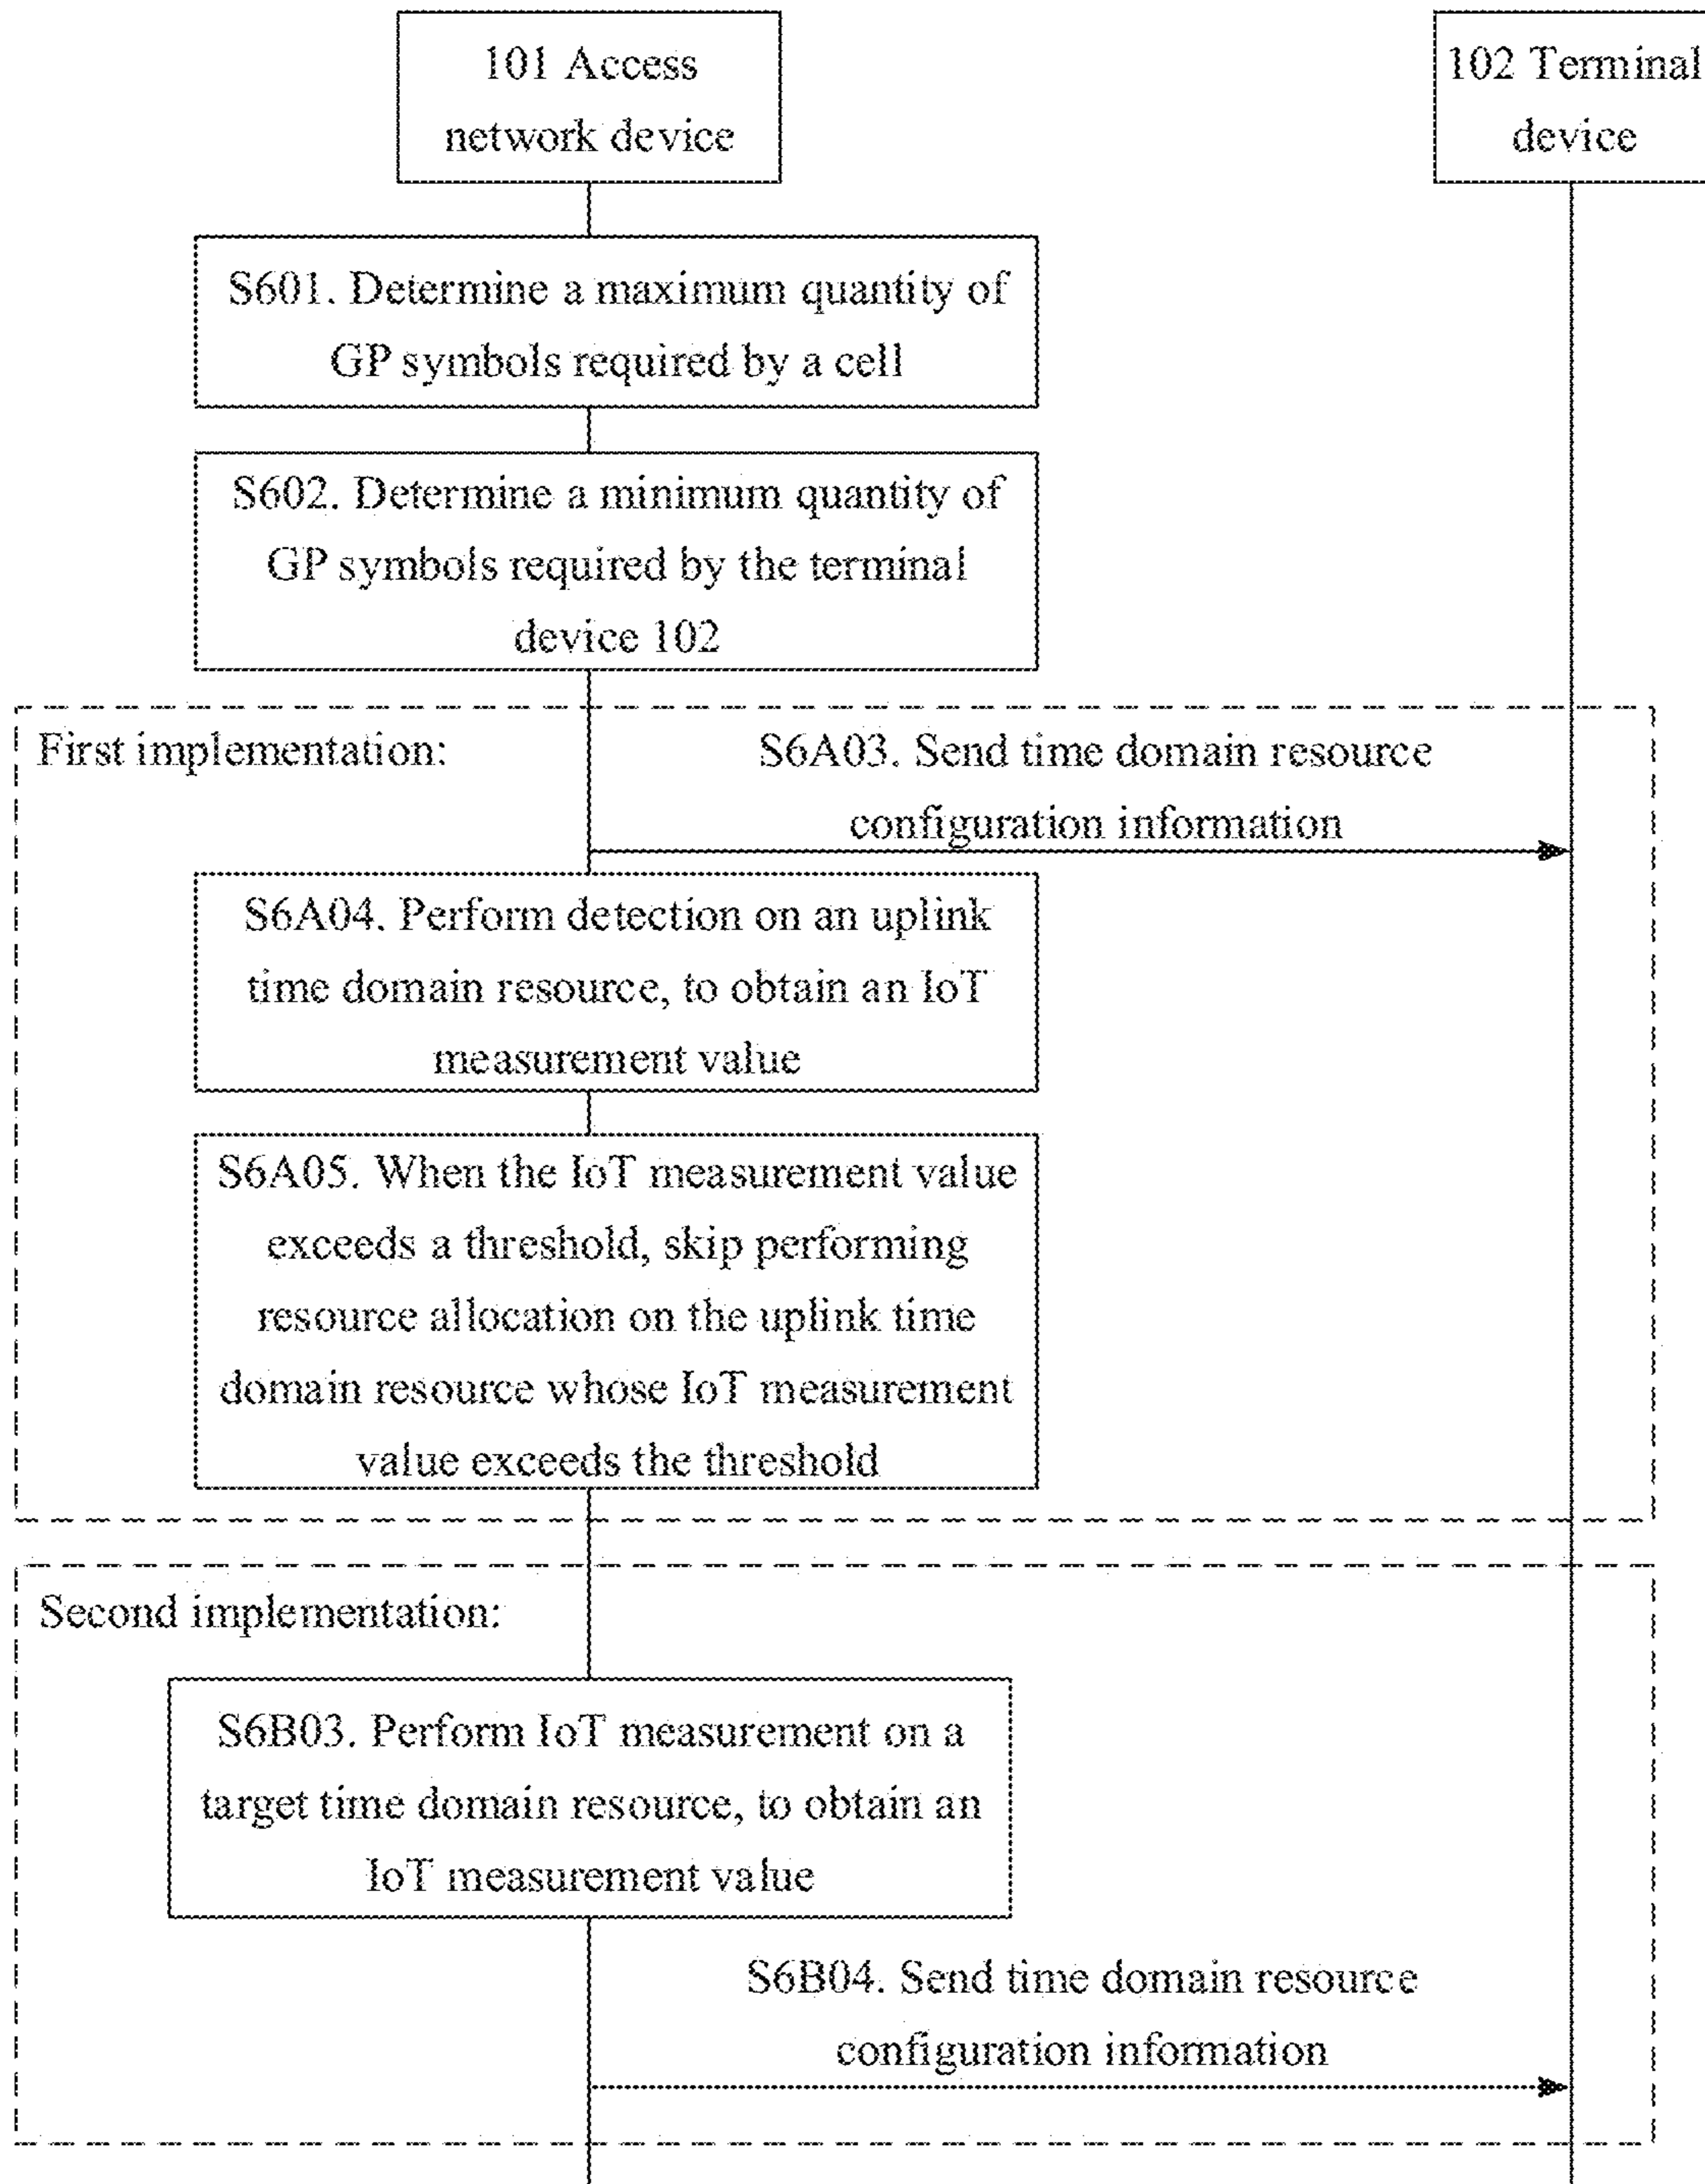 101 Access
network device
102 Terminal
device
S601. Determine a maximum quantity of
GP symbols required by a cell
S602. Determine a minimum quantity of
GP symbols required by the terminal
device 102
First implementation:
S6A03. Send time domain resource
configuration information
S6A04. Perform detection on an uplink
time domain resource, to obtain an IoT
measurement value
S6A05. When the IoT measurement value
exceeds a threshold, skip performing
resource allocation on the uplink time
domain resource whose IoT measurement
value exceeds the threshold
Second implementation:
S6B03. Perform IoT measurement on a
target time domain resource, to obtain an
IoT measurement value
S6B04. Send time domain resource
configuration information